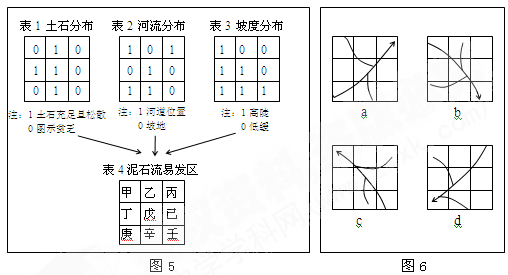 表1土石分布 表2河流分布 表3坡度分布
0 1 0 1 0 1 1 0 0
1 1 0 0 1 0 1 1 0
0 1 0 1 0 1 1 1 1
注：1 土石充足且松散 注：1 河道位置 注：1 高陡
0 固示贫乏 0 坡地 0 低缓
表4泥石流易发区
甲 乙 丙
丁 戊 己
庚 辛 壬
图5
a b
c d
图6